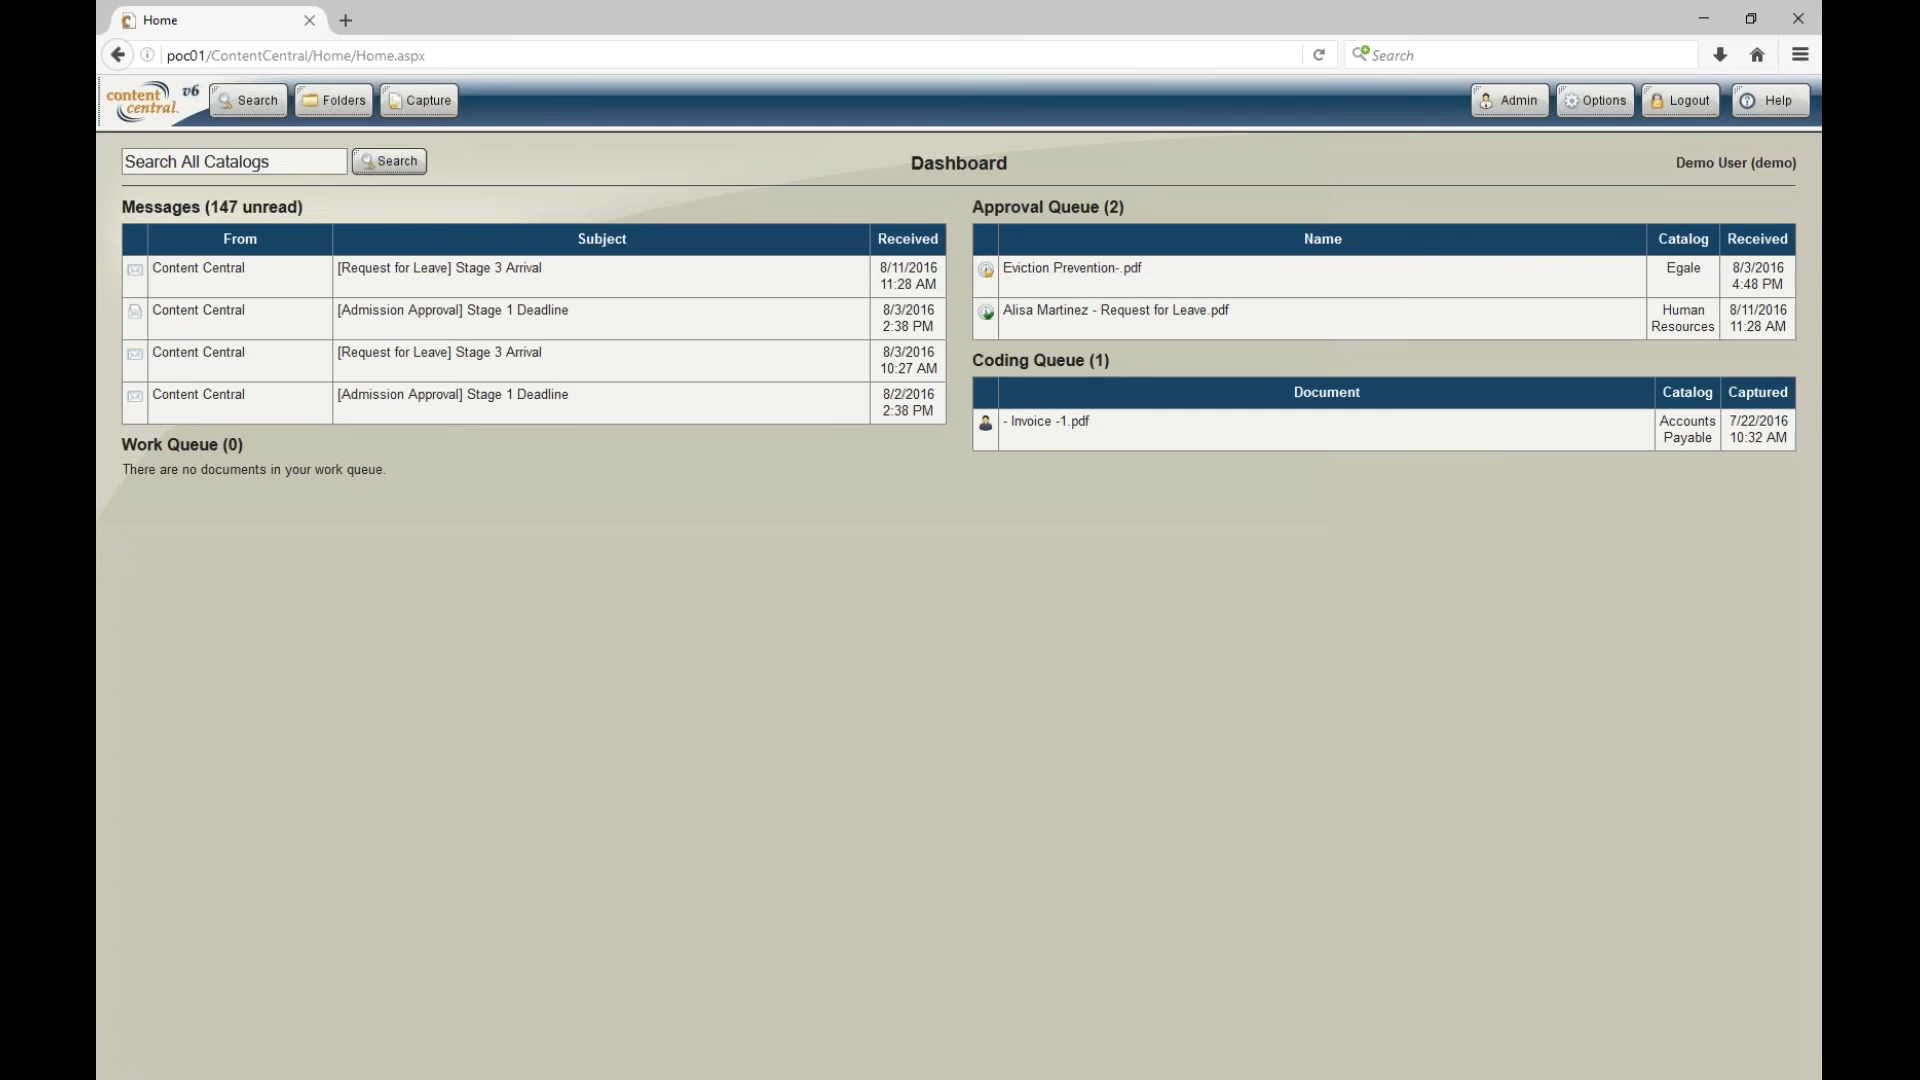 Home
poc01/ContentCentral/Home/Home.aspx
Search
content central. v6
Search
Folders
Capture
Admin
Options
Logout
Help
Search All Catalogs
Search
Dashboard
Demo User (demo)
Messages (147 unread)
From Subject Received
Content Central [Request for Leave] Stage 3 Arrival 8/11/2016
11:28 AM
Content Central [Admission Approval] Stage 1 Deadline 8/3/2016
2:38 PM
Content Central [Request for Leave] Stage 3 Arrival 8/3/2016
10:27 AM
Content Central [Admission Approval] Stage 1 Deadline 8/2/2016
2:38 PM
Work Queue (0)
There are no documents in your work queue.
Approval Queue (2)
Name Catalog Received
Eviction Prevention-.pdf Egale 8/3/2016
4:48 PM
Alisa Martinez - Request for Leave.pdf Human 8/11/2016
Resources 11:28 AM
Coding Queue (1)
Document Catalog Captured
- Invoice -1.pdf Accounts 7/22/2016
Payable 10:32 AM